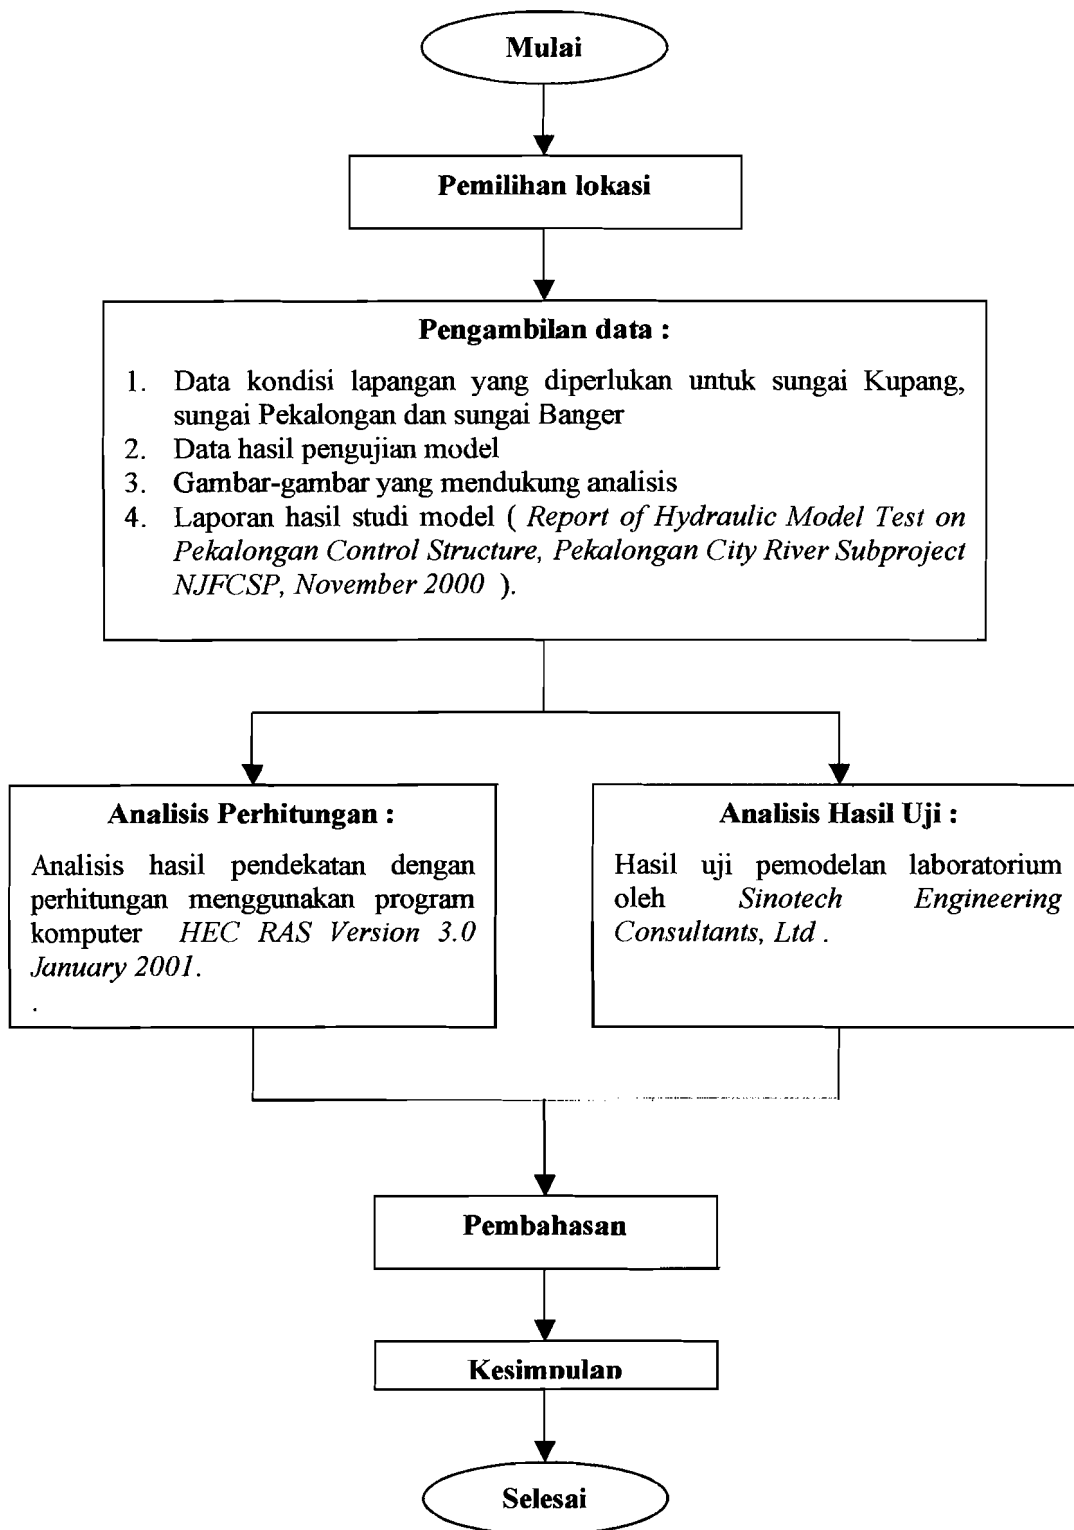 Mulai
Pemilihan lokasi
Pengambilan data :
1. Data kondisi lapangan yang diperlukan untuk sungai Kupang,
sungai Pekalongan dan sungai Banger
2. Data hasil pengujian model
3. Gambar-gambar yang mendukung analisis
4. Laporan hasil studi model ( Report of Hydraulic Model Test on
Pekalongan Control Structure, Pekalongan City River Subproject
NJFCSP, November 2000 ).
Analisis Perhitungan :
Analisis hasil pendekatan dengan
perhitungan menggunakan program
komputer HEC RAS Version 3.0
January 2001.
.
Analisis Hasil Uji :
Hasil uji pemodelan laboratorium
oleh Sinotech Engineering
Consultants, Ltd .
Pembahasan
Kesimpulan
Selesai